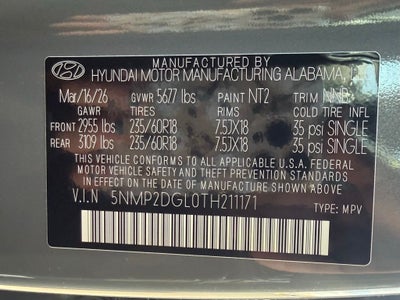 MANUFACTURED BY
HYUNDAI MOTOR MANUFACTURING ALABAMA,
Mar/16/26 GVWR 5677 lbs PAINT NT2 TRIM NNB
GAWR TIRES RIMS COLD TIRE INFL
FRONT 2955 lbs 235/60R18 7.5JX18 35 psi SINGLE
REAR 3109 lbs 235/60R18 7.5JX18 35 psi SINGLE
THIS VEHICLE CONFORMS TO ALL APPLICABLE U.S.A. FEDERAL
MOTOR VEHICLE SAFETY AND THEFT PREVENTION STANDARDS
IN EFFECT ON THE DATE OF MANUFACTURE SHOWN ABOVE.
V.I.N 5NMP2DGL0TH211171 TYPE: MPV